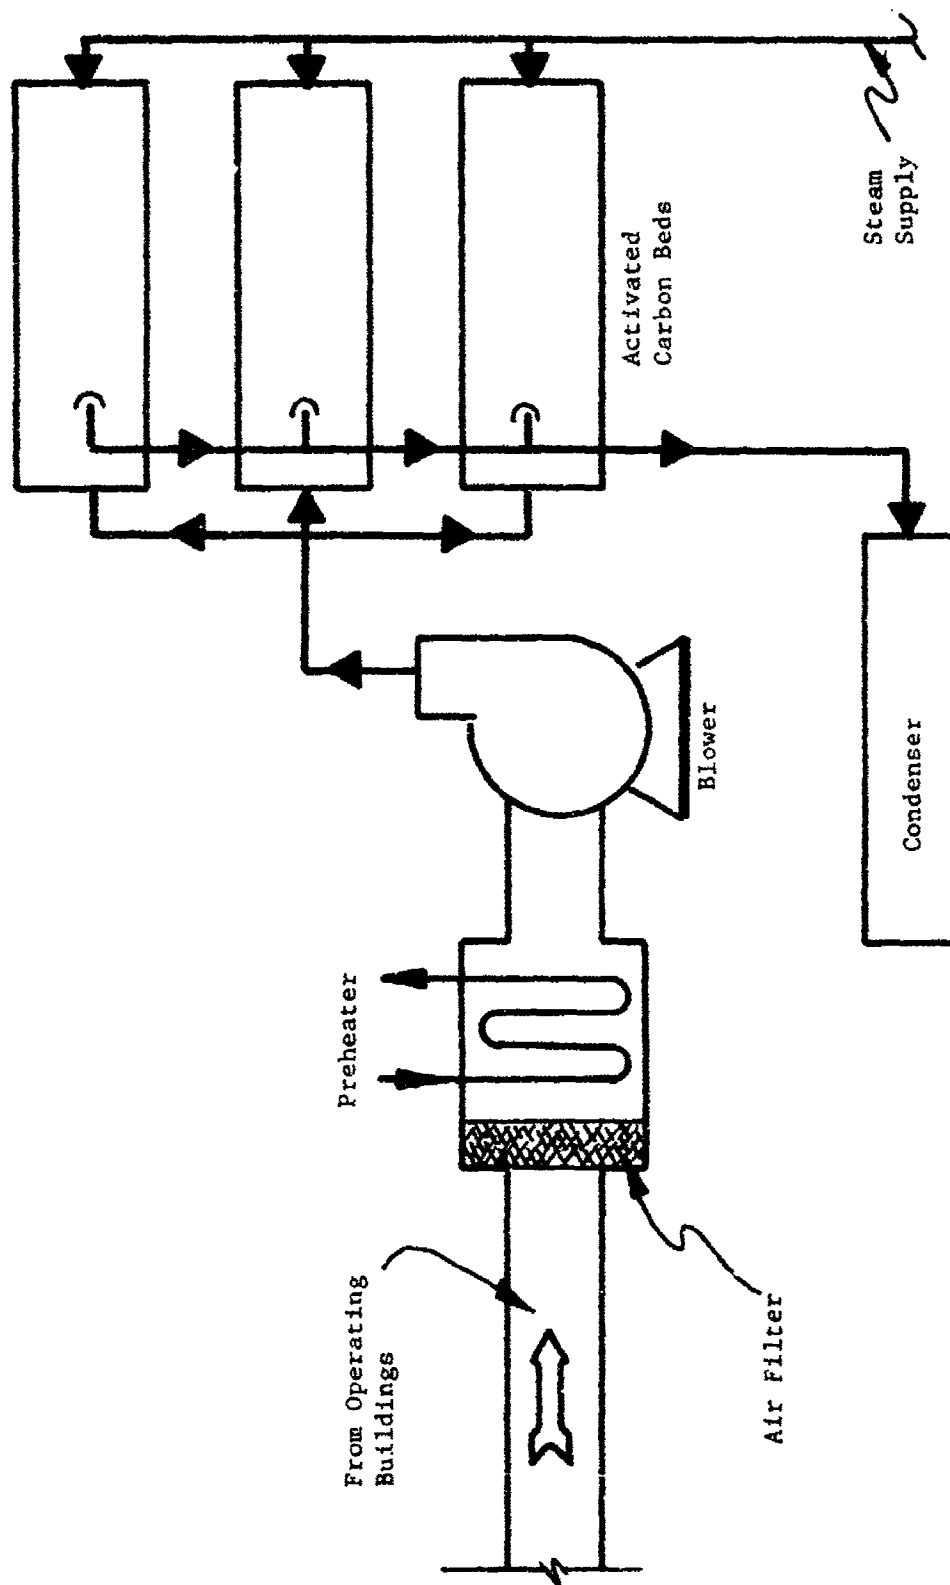 From Operating
Buildings
Air Filter
Preheater
Blower
Condenser
Activated
Carbon Beds
Steam
Supply